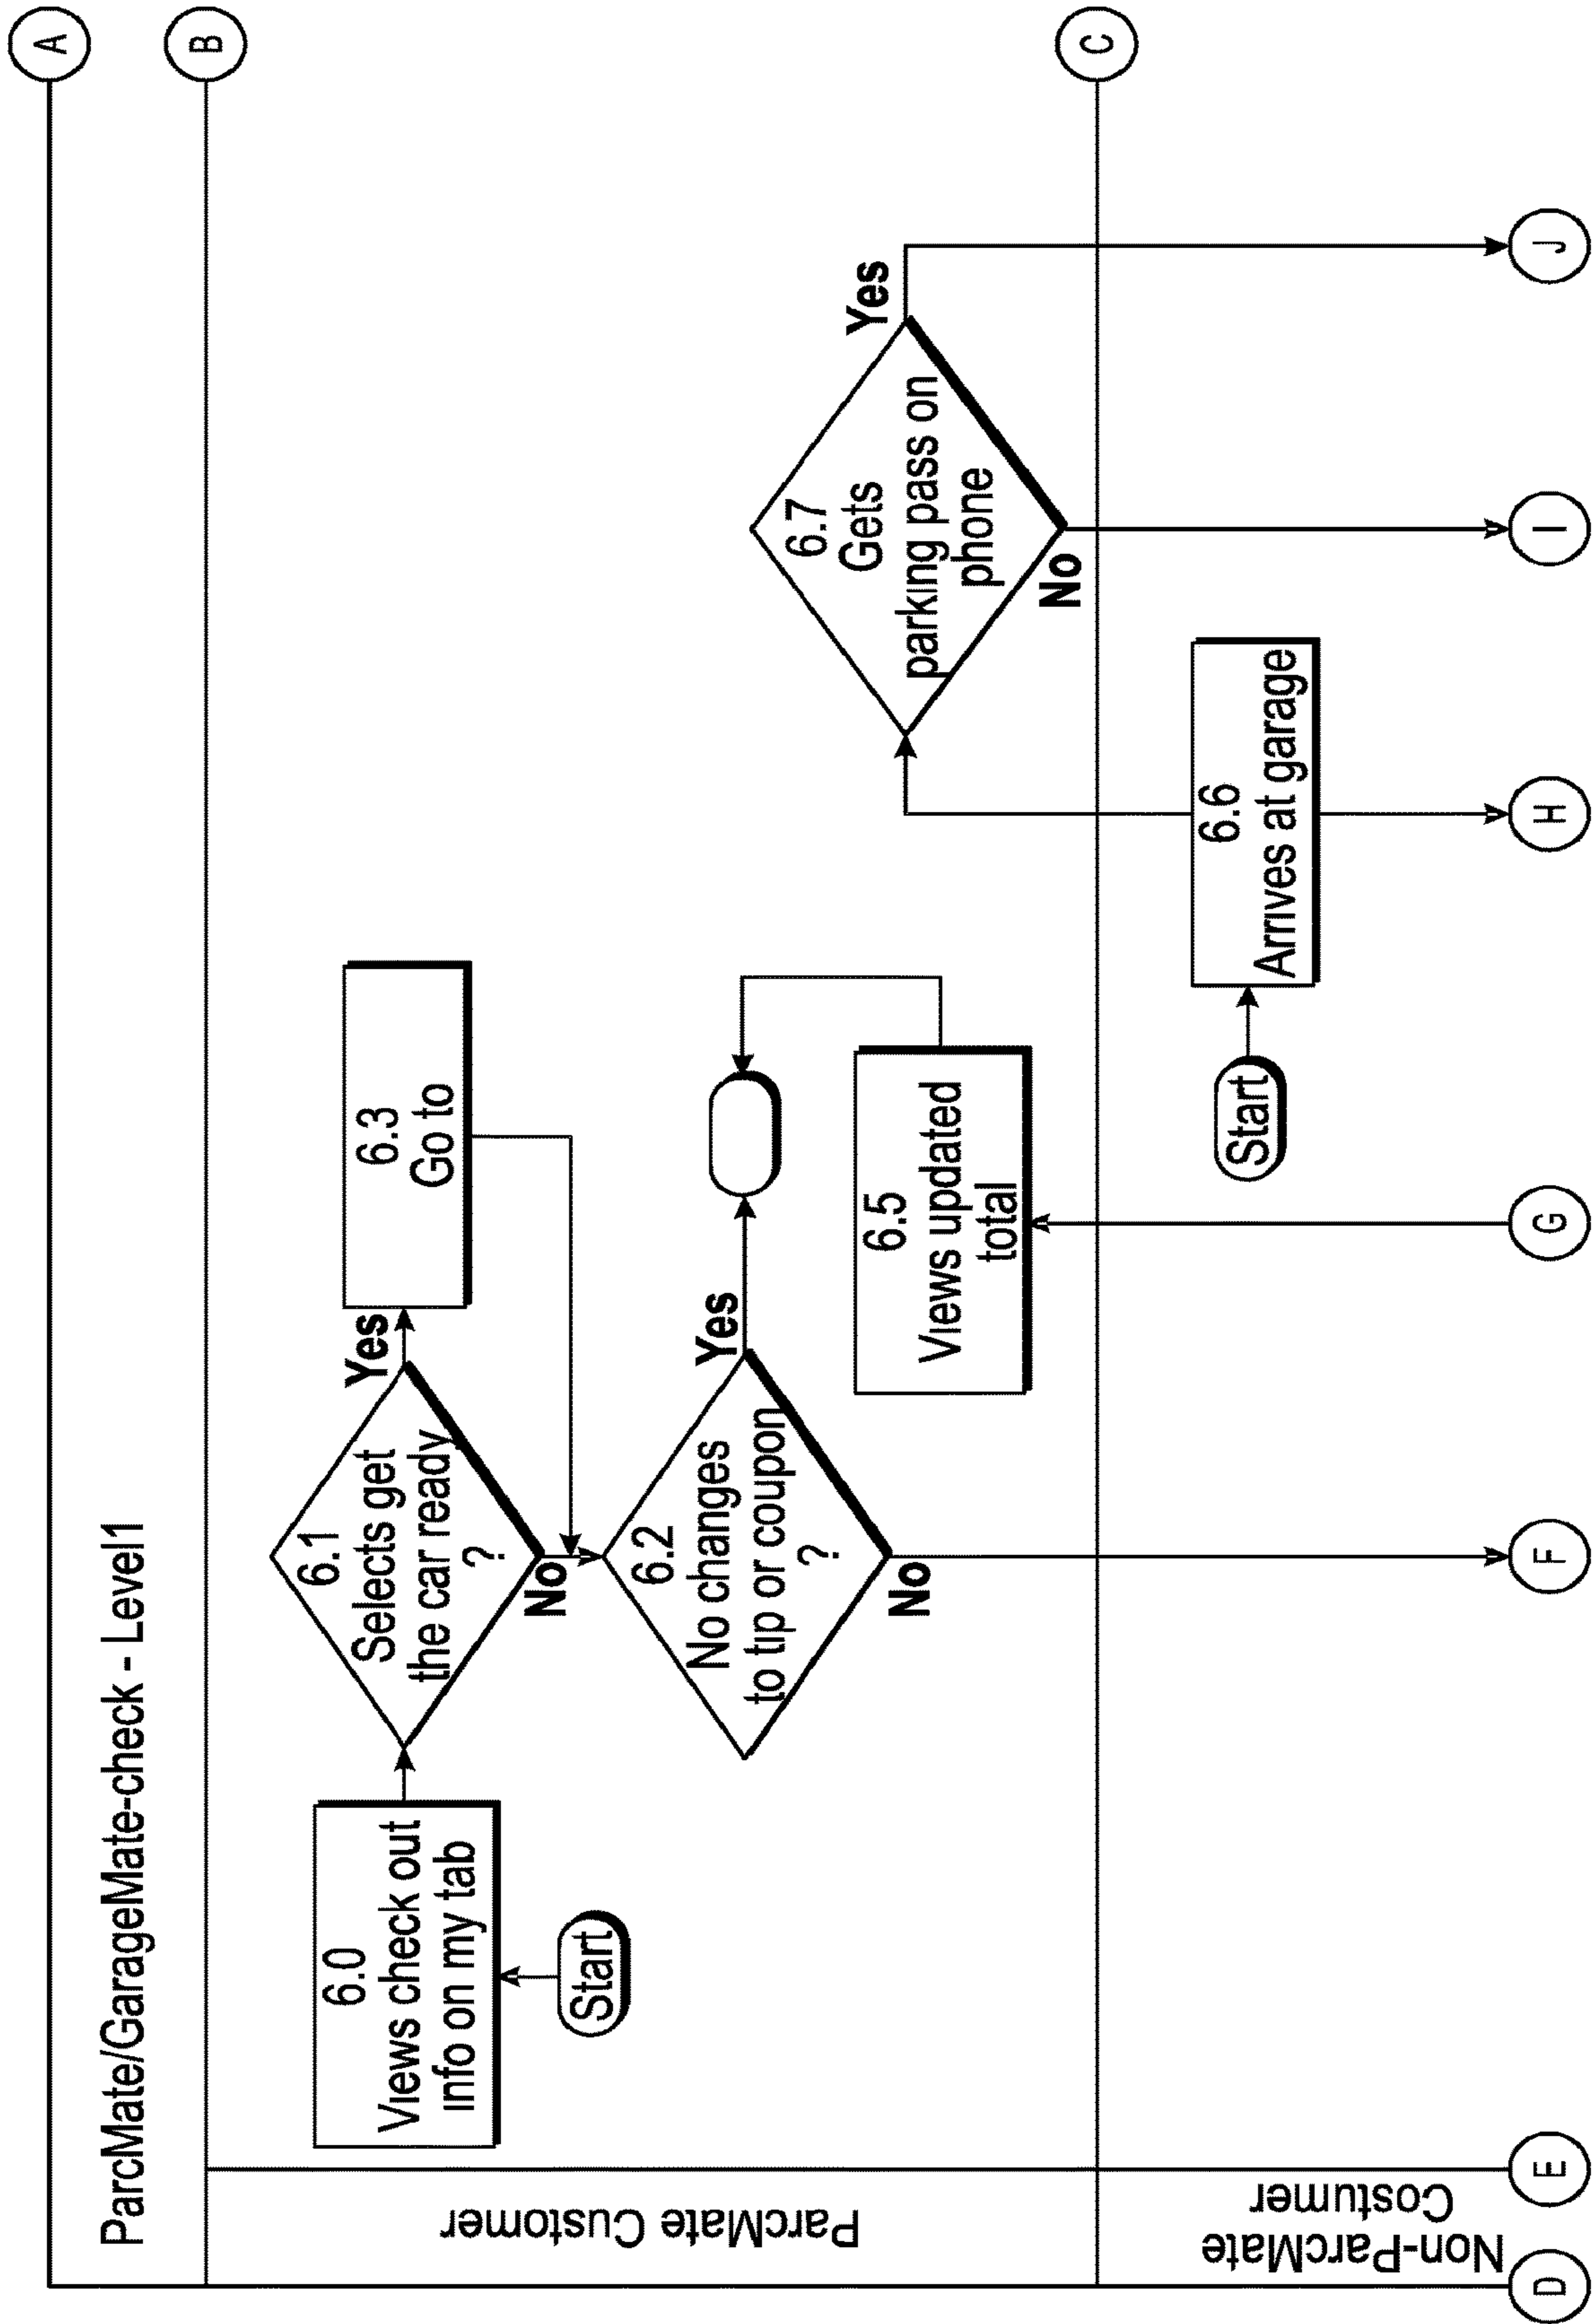 ParcMate/GarageMate-check - Level1
A
B
ParcMate Customer
6.0
Views check out
info on my tab
Start
6.1
Selects get
the car ready
?
Yes
No
6.3
Go to
6.2
No changes
to tip or coupon
?
Yes
No
6.5
Views updated
total
6.7
Gets
parking pass on
phone
Yes
No
C
Non-ParcMate
Costumer
Start
6.6
Arrives at garage
D
E
F
G
H
I
J